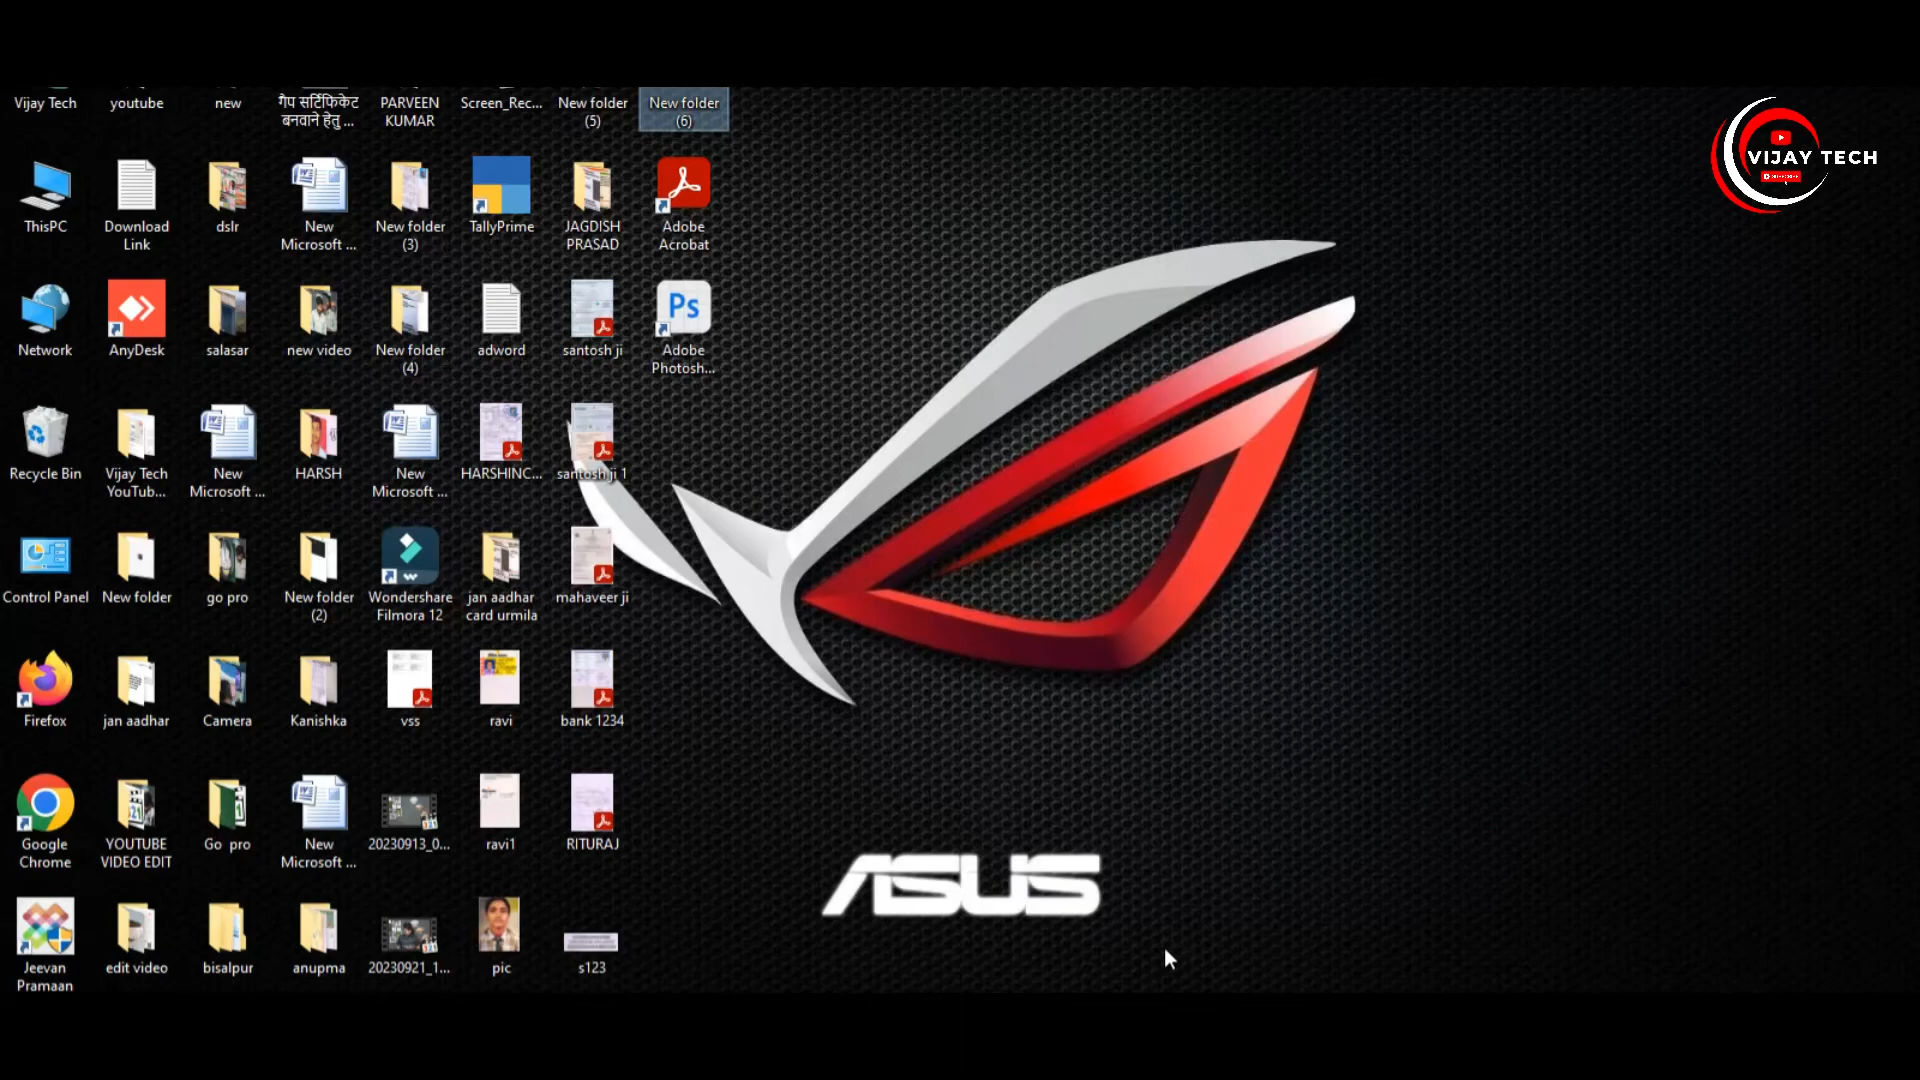 Vijay Tech
youtube
new
गैप सर्टिफिकेट
बनवाने हेतु ...
PARVEEN
KUMAR
Screen_Rec...
New folder
(5)
New folder
(6)
VIJAY TECH
ThisPC
Download
Link
dslr
New
Microsoft ...
New folder
(3)
TallyPrime
JAGDISH
PRASAD
Adobe
Acrobat
Network
AnyDesk
salasar
new video
New folder
(4)
adword
santosh ji
Ps
Adobe
Photosh...
Recycle Bin
Vijay Tech
YouTub...
New
Microsoft ...
HARSH
New
Microsoft ...
HARSHINC...
santosh ji 1
Control Panel
New folder
go pro
New folder
(2)
Wondershare
Filmora 12
jan aadhar
card urmila
mahaveer ji
Firefox
jan aadhar
Camera
Kanishka
vss
ravi
bank 1234
Google
Chrome
YOUTUBE
VIDEO EDIT
Go pro
New
Microsoft ...
20230913_0...
ravi1
RITURAJ
ASUS
Jeevan
Pramaan
edit video
bisalpur
anupma
20230921_1...
pic
s123